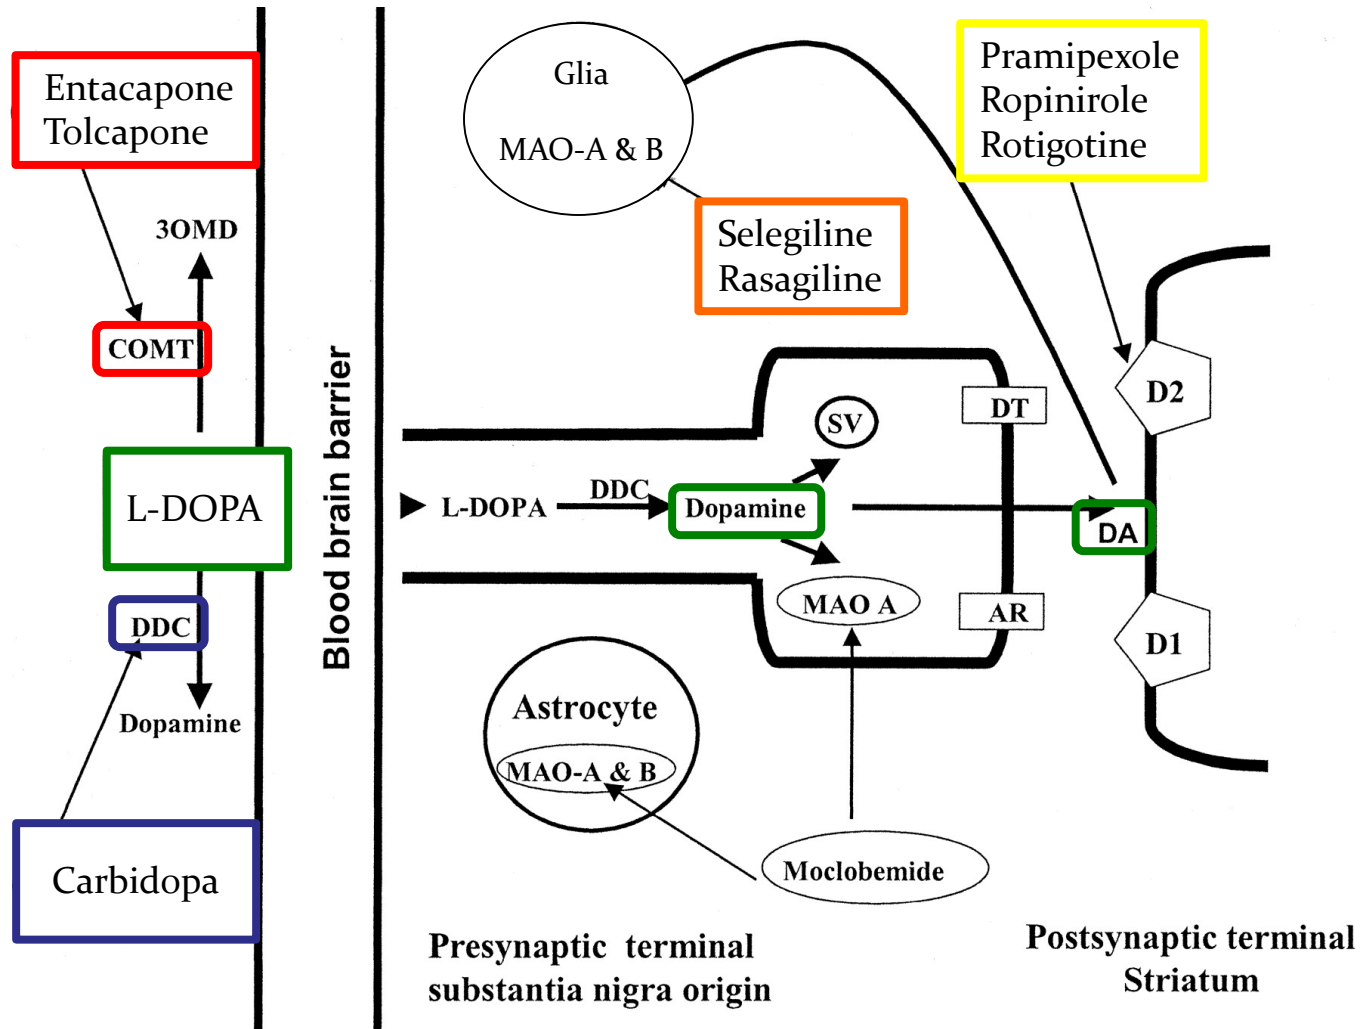 Entacapone
Tolcapone
3OMD
COMT
L-DOPA
DDC
Dopamine
Carbidopa
Blood brain barrier
Glia
MAO-A & B
Selegiline
Rasagiline
Pramipexole
Ropinirole
Rotigotine
L-DOPA
DDC
Dopamine
SV
DT
MAO A
AR
DA
D2
D1
Astrocyte
MAO-A & B
Moclobemide
Presynaptic terminal
substantia nigra origin
Postsynaptic terminal
Striatum